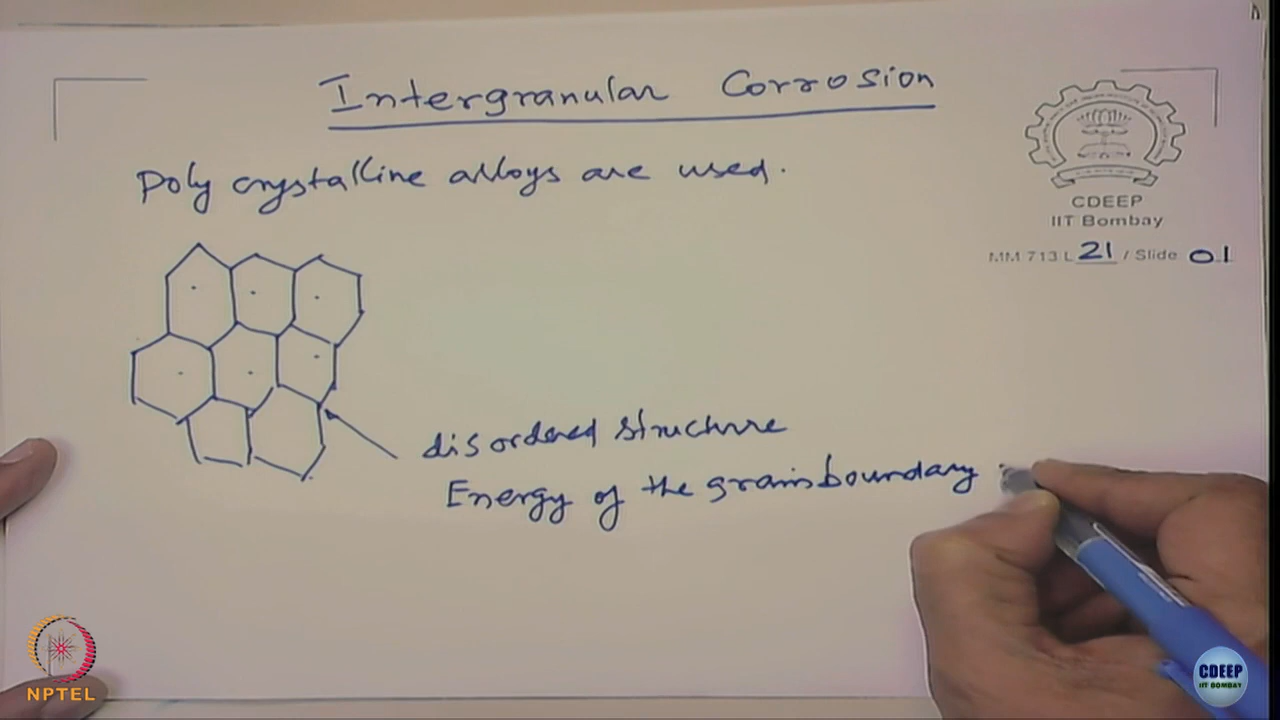 Intergranular Corrosion
Poly crystalline alloys are used.
CDEEP
IIT Bombay
MM 713 L 21 / Slide 01
disordered structure
Energy of the grainboundary
NPTEL
CDEEP
IIT BOMBAY